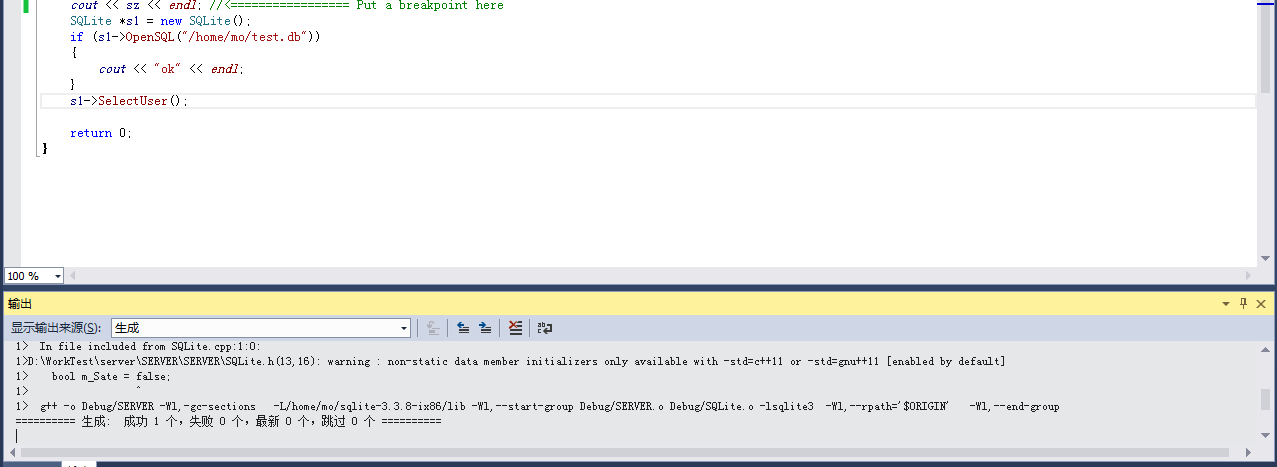 cout << sz << endl; //<================= Put a breakpoint here
SQLite *s1 = new SQLite();
if (s1->OpenSQL("/home/mo/test.db"))
{
cout << "ok" << endl;
}
s1->SelectUser();
return 0;
}
100 %
输出
显示输出来源(S): 生成
1> In file included from SQLite.cpp:1:0:
1>D:\WorkTest\server\SERVER\SERVER\SQLite.h(13,16): warning : non-static data member initializers only available with -std=c++11 or -std=gnu++11 [enabled by default]
1> bool m_Sate = false;
1> ^
1> g++ -o Debug/SERVER -Wl,-gc-sections -L/home/mo/sqlite-3.3.8-ix86/lib -Wl,--start-group Debug/SERVER.o Debug/SQLite.o -lsqlite3 -Wl,--rpath='$ORIGIN' -Wl,--end-group
========== 生成: 成功 1 个，失败 0 个，最新 0 个，跳过 0 个 ==========